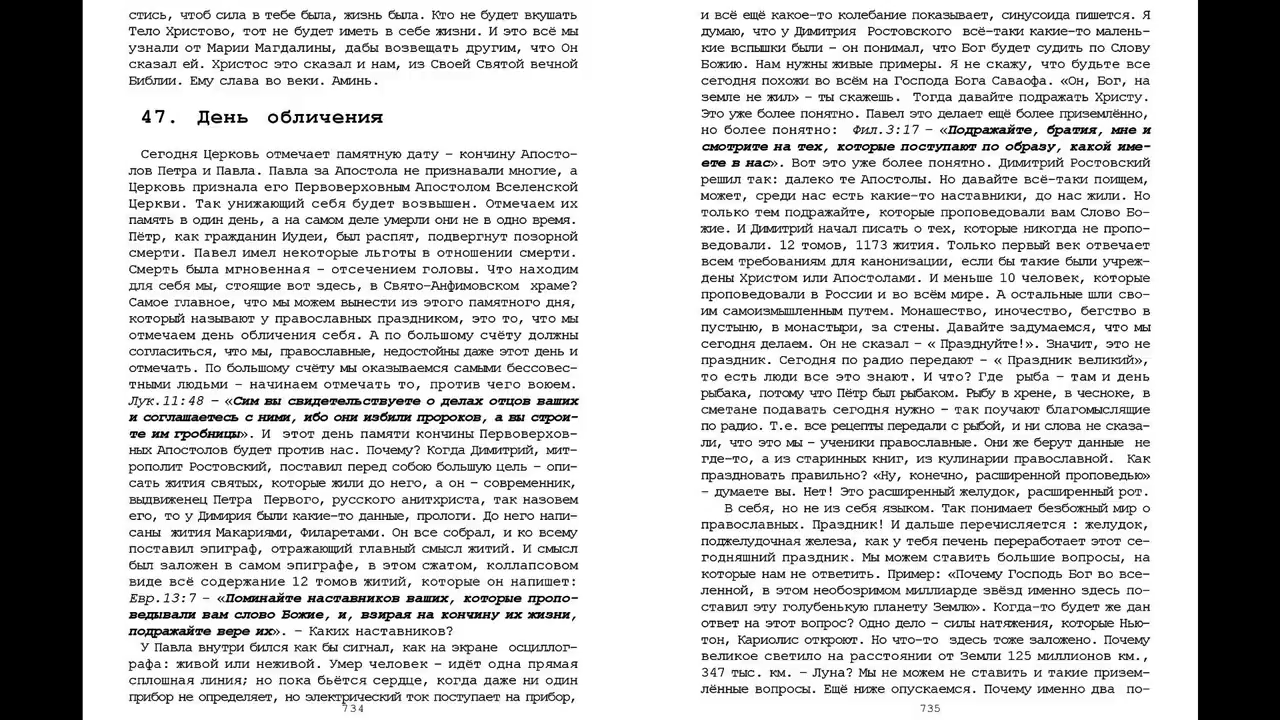 стись, чтоб сила в тебе была, жизнь была. Кто не будет вкушать
Тело Христово, тот не будет иметь в себе жизни. И это всё мы
узнали от Марии Магдалины, дабы возвещать другим, что Он
сказал ей. Христос это сказал и нам, из Своей Святой вечной
Библии. Ему слава во веки. Аминь.
47. День обличения
Сегодня Церковь отмечает памятную дату – кончину Апосто–
лов Петра и Павла. Павла за Апостола не признавали многие, а
Церковь признала его Первоверховным Апостолом Вселенской
Церкви. Так унижающий себя будет возвышен. Отмечаем их
память в один день, а на самом деле умерли они не в одно время.
Пётр, как гражданин Иудеи, был распят, подвергнут позорной
смерти. Павел имел некоторые льготы в отношении смерти.
Смерть была мгновенная – отсечением головы. Что находим
для себя мы, стоящие вот здесь, в Свято–Анфимовском храме?
Самое главное, что мы можем вынести из этого памятного дня,
который называют у православных праздником, это то, что мы
отмечаем день обличения себя. А по большому счёту должны
согласиться, что мы, православные, недостойны даже этот день и
отмечать. По большому счёту мы оказываемся самыми бессовес–
тными людьми – начинаем отмечать то, против чего воюем.
Лук.11:48 – «Сим вы свидетельствуете о делах отцов ваших
и соглашаетесь с ними, ибо они избили пророков, а вы строи–
те им гробницы». И этот день памяти кончины Первоверхов–
ных Апостолов будет против нас. Почему? Когда Димитрий, мит–
рополит Ростовский, поставил перед собою большую цель – опи–
сать жития святых, которые жили до него, а он – современник,
выдвиженец Петра Первого, русского анитхриста, так назовем
его, то у Димирия были какие–то данные, прологи. До него напи–
саны жития Макариями, Филаретами. Он все собрал, и ко всему
поставил эпиграф, отражающий главный смысл житий. И смысл
был заложен в самом эпиграфе, в этом сжатом, коллапсовом
виде всё содержание 12 томов житий, которые он напишет:
Евр.13:7 – «Поминайте наставников ваших, которые пропо–
ведывали вам слово Божие, и, взирая на кончину их жизни,
подражайте вере их». – Каких наставников?
У Павла внутри бился как бы сигнал, как на экране осциллог–
рафа: живой или неживой. Умер человек – идёт одна прямая
сплошная линия; но пока бьётся сердце, когда даже ни один
прибор не определяет, но электрический ток поступает на прибор,
734
и всё ещё какое–то колебание показывает, синусоида пишется. Я
думаю, что у Димитрия Ростовского всё–таки какие–то малень–
кие вспышки были – он понимал, что Бог будет судить по Слову
Божию. Нам нужны живые примеры. Я не скажу, что будьте все
сегодня похожи во всём на Господа Бога Саваофа. «Он, Бог, на
земле не жил» – ты скажешь. Тогда давайте подражать Христу.
Это уже более понятно. Павел это делает ещё более приземлённо,
но более понятно: Фил.3:17 – «Подражайте, братия, мне и
смотрите на тех, которые поступают по образу, какой име–
ете в нас». Вот это уже более понятно. Димитрий Ростовский
решил так: далеко те Апостолы. Но давайте всё–таки поищем,
может, среди нас есть какие–то наставники, до нас жили. Но
только тем подражайте, которые проповедовали вам Слово Бо–
жие. И Димитрий начал писать о тех, которые никогда не пропо–
ведовали. 12 томов, 1173 жития. Только первый век отвечает
всем требованиям для канонизации, если бы такие были учреж–
дены Христом или Апостолами. И меньше 10 человек, которые
проповедовали в России и во всём мире. А остальные шли сво–
им самоизмышленным путем. Монашество, иночество, бегство в
пустыню, в монастыри, за стены. Давайте задумаемся, что мы
сегодня делаем. Он не сказал – « Празднуйте!». Значит, это не
праздник. Сегодня по радио передают – « Праздник великий»,
то есть люди все это знают. И что? Где рыба – там и день
рыбака, потому что Пётр был рыбаком. Рыбу в хрене, в чесноке, в
сметане подавать сегодня нужно – так поучают благомыслящие
по радио. Т.е. все рецепты передали с рыбой, и ни слова не сказа–
ли, что это мы – ученики православные. Они же берут данные не
где–то, а из старинных книг, из кулинарии православной. Как
праздновать правильно? «Ну, конечно, расширенной проповедью»
– думаете вы. Нет! Это расширенный желудок, расширенный рот.
В себя, но не из себя языком. Так понимает безбожный мир о
православных. Праздник! И дальше перечисляется : желудок,
поджелудочная железа, как у тебя печень переработает этот се–
годняшний праздник. Мы можем ставить большие вопросы, на
которые нам не ответить. Пример: «Почему Господь Бог во все–
ленной, в этом необозримом миллиарде звёзд именно здесь по–
ставил эту голубенькую планету Землю». Когда–то будет же дан
ответ на этот вопрос? Одно дело – силы натяжения, которые Нью–
тон, Кариолис откроют. Но что–то здесь тоже заложено. Почему
великое светило на расстоянии от Земли 125 миллионов км.,
347 тыс. км. – Луна? Мы не можем не ставить и такие призем–
лённые вопросы. Ещё ниже опускаемся. Почему именно два по–
735